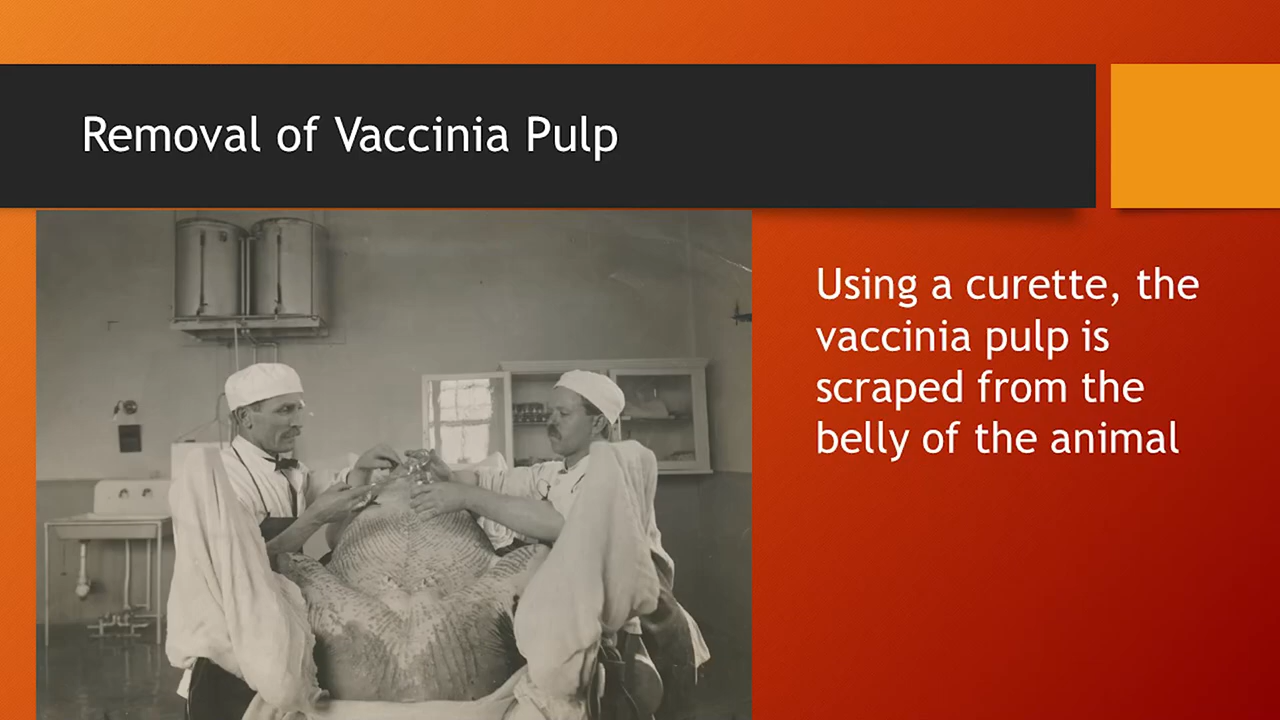 Removal of Vaccinia Pulp
Using a curette, the
vaccinia pulp is
scraped from the
belly of the animal